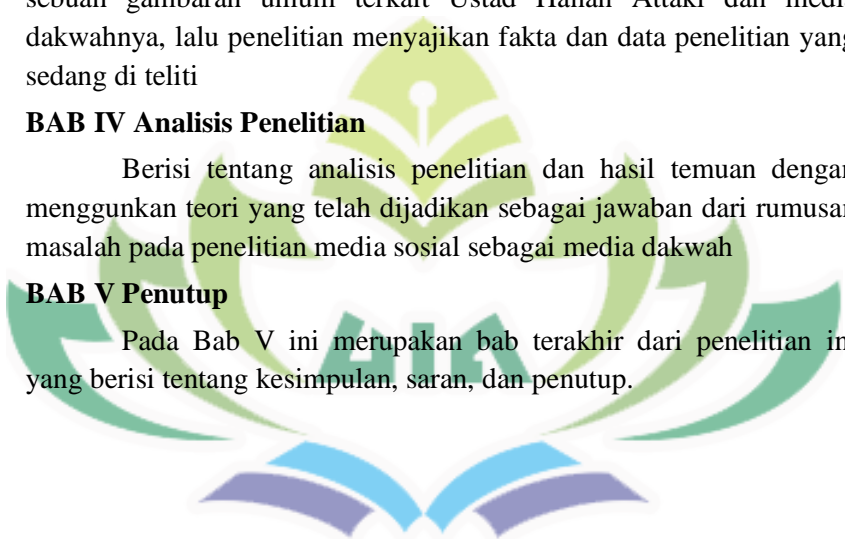 sebuah gambaran umum terkait Ustad Hanan Attaki dan media
dakwahnya, lalu penelitian menyajikan fakta dan data penelitian yang
sedang di teliti
BAB IV Analisis Penelitian
Berisi tentang analisis penelitian dan hasil temuan dengan
menggunkan teori yang telah dijadikan sebagai jawaban dari rumusan
masalah pada penelitian media sosial sebagai media dakwah
BAB V Penutup
Pada Bab V ini merupakan bab terakhir dari penelitian ini
yang berisi tentang kesimpulan, saran, dan penutup.
UIN